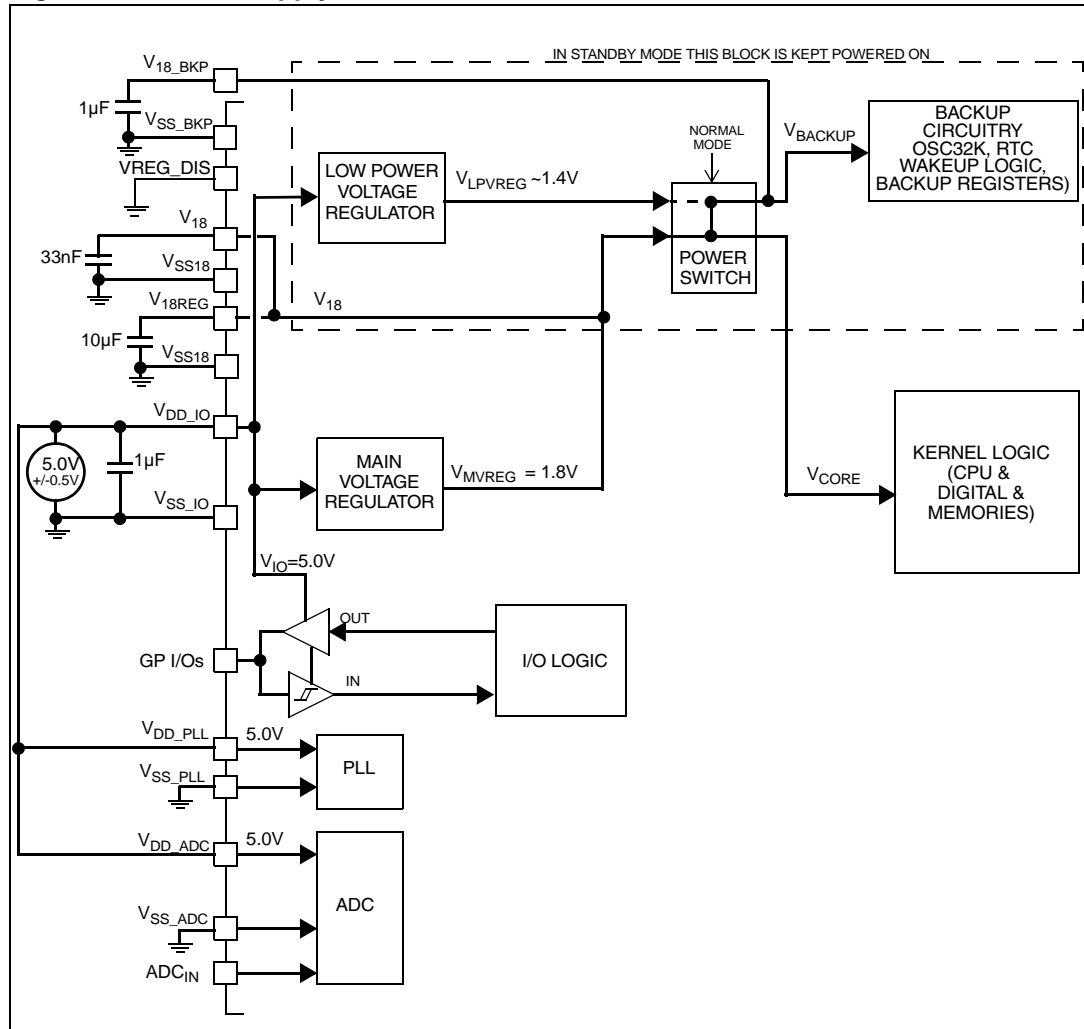 IN STANDBY MODE THIS BLOCK IS KEPT POWERED ON
V18_BKP
1µF
VSS_BKP
VREG_DIS
V18
33nF
VSS18
V18REG
V18
10µF
VSS18
LOW POWER
VOLTAGE
REGULATOR
VLPVREG ~1.4V
NORMAL
MODE
POWER
SWITCH
VBACKUP
BACKUP
CIRCUITRY
OSC32K, RTC
WAKEUP LOGIC,
BACKUP REGISTERS)
VDD_IO
5.0V
+/-0.5V
1µF
VSS_IO
MAIN
VOLTAGE
REGULATOR
VMVREG = 1.8V
VCORE
KERNEL LOGIC
(CPU &
DIGITAL &
MEMORIES)
VIO=5.0V
OUT
GP I/Os
IN
I/O LOGIC
VDD_PLL
5.0V
VSS_PLL
PLL
VDD_ADC
5.0V
VSS_ADC
ADC
ADCIN